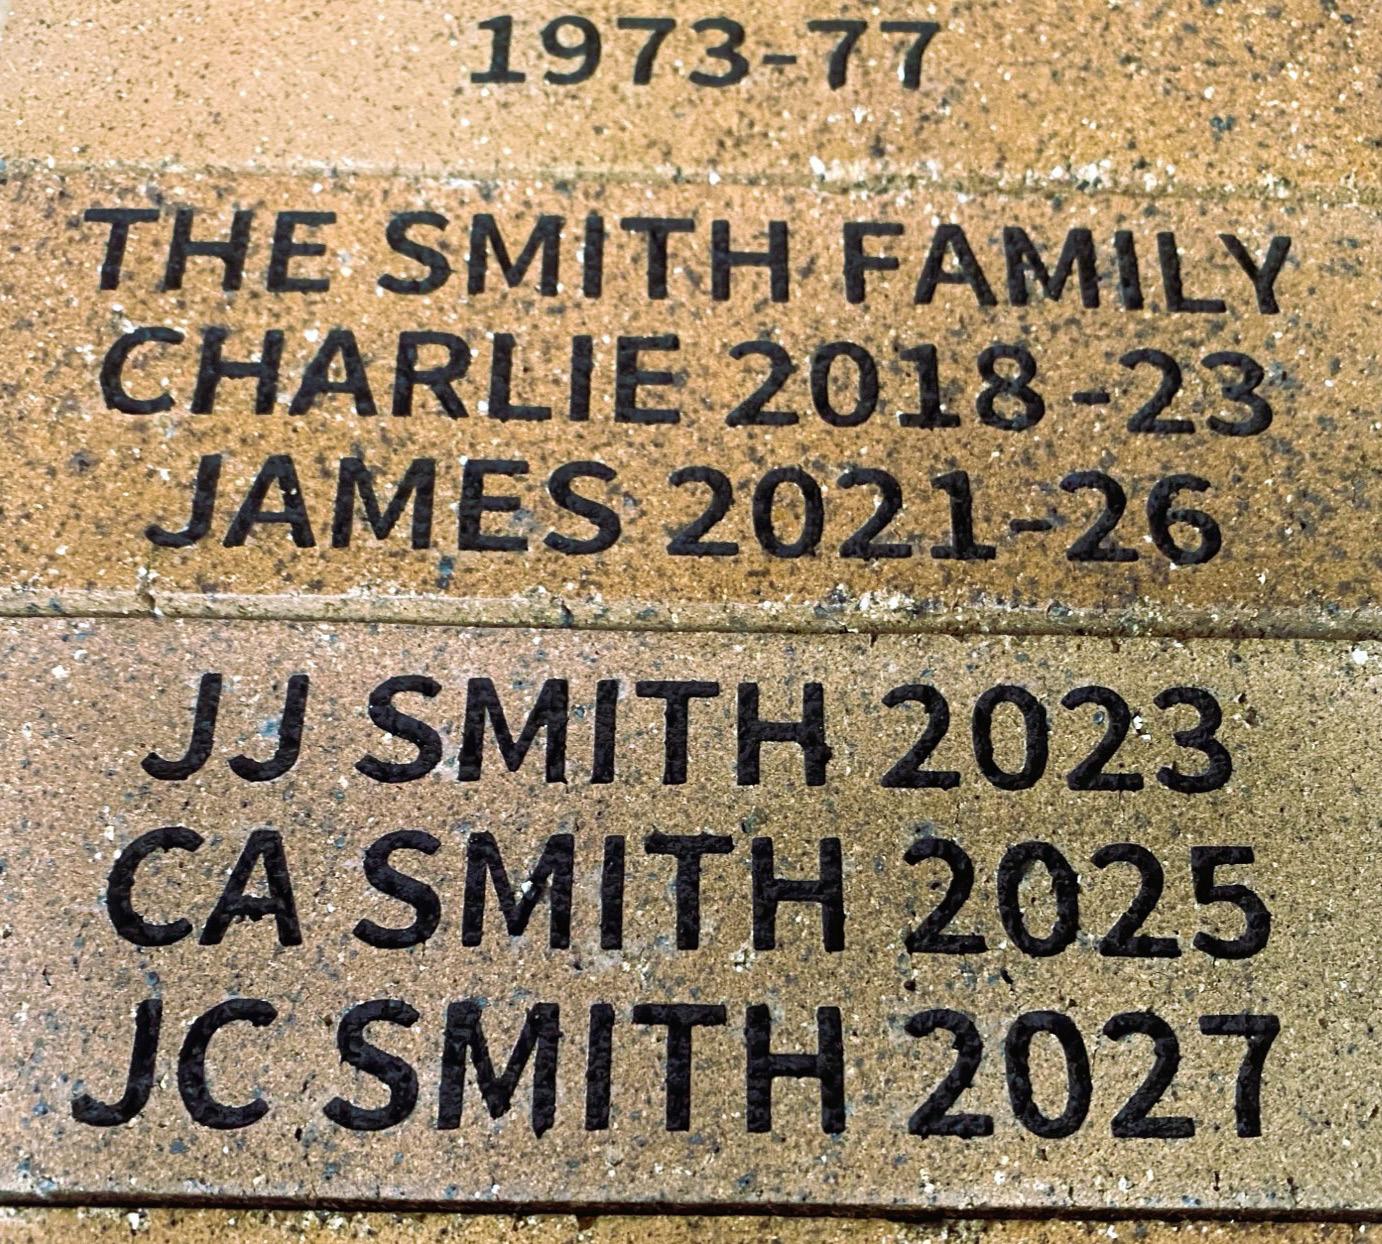 1973-77
THE SMITH FAMILY
CHARLIE 2018-23
JAMES 2021-26
JJ SMITH 2023
CA SMITH 2025
JC SMITH 2027